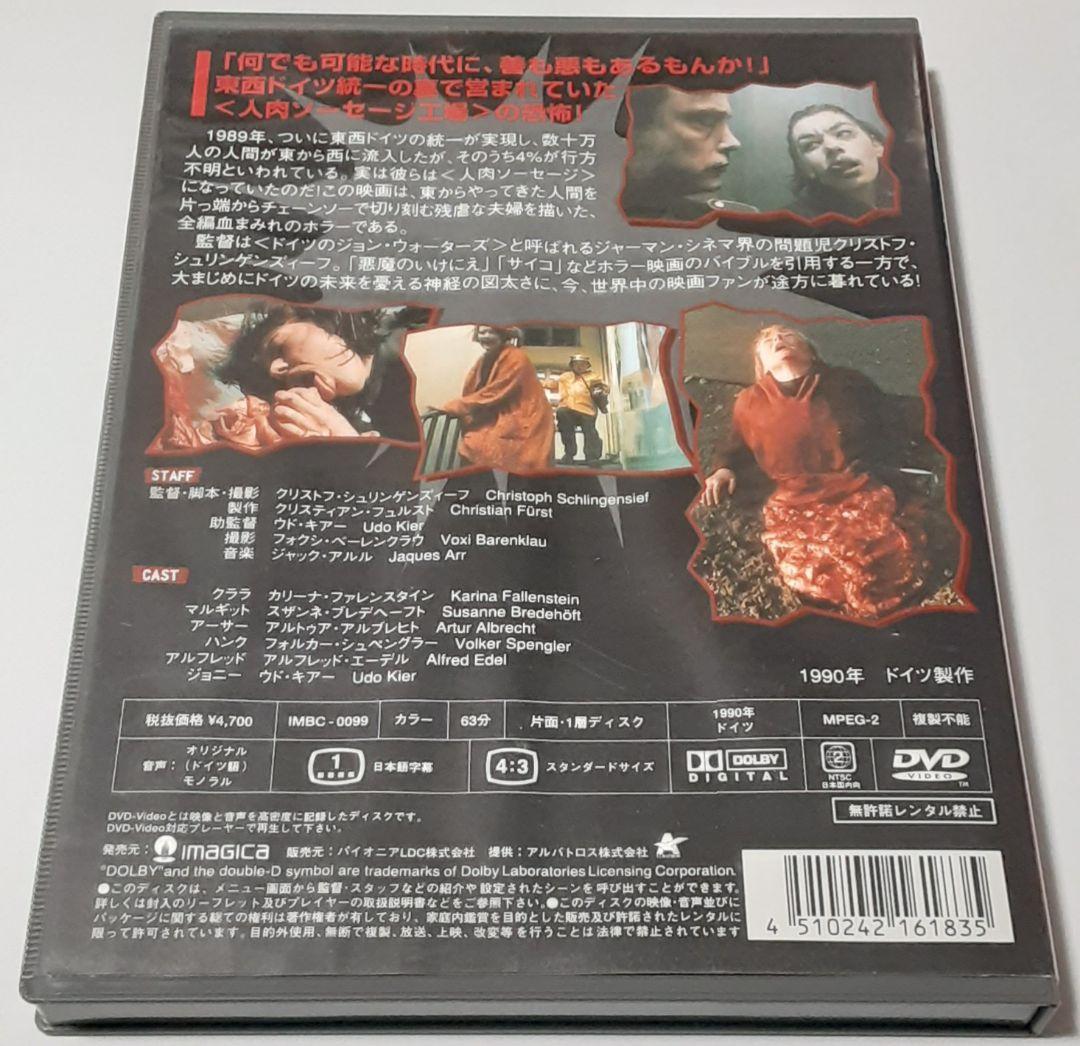 「何でも可能な時代に、善も悪もあるもんか!」
東西ドイツ統一の裏で営まれていた
<人肉ソーセージ工場>の恐怖!
1989年、ついに東西ドイツの統一が実現し、数十万
人の人間が東から西に流入したが、そのうち4%が行方
不明といわれている。実は彼らは<人肉ソーセージ>
になっていたのだ!この映画は、東からやってきた人間を
片っ端からチェーンソーで切り刻む残虐な夫婦を描いた、
全編血まみれのホラーである。
監督は<ドイツのジョン・ウォーターズ>と呼ばれるジャーマン・シネマ界の問題児クリストフ・
シュリンゲンズィーフ。「悪魔のいけにえ」「サイコ」などホラー映画のバイブルを引用する一方で、
大まじめにドイツの未来を憂える神経の図太さに、今、世界中の映画ファンが途方に暮れている!
STAFF
監督・脚本・撮影 クリストフ・シュリンゲンズィーフ Christoph Schlingensief
製作 クリスティアン・フュルスト Christian Fürst
助監督 ウド・キアー Udo Kier
撮影 フォクシ・ベーレンクラウ Voxi Barenklau
音楽 ジャック・アルル Jaques Arr
CAST
クララ カリーナ・ファレンスタイン Karina Fallenstein
マルギット スザンネ・ブレデヘーフト Susanne Bredehöft
アーサー アルトゥア・アルブレヒト Artur Albrecht
ハンク フォルカー・シュペングラー Volker Spengler
アルフレッド アルフレッド・エーデル Alfred Edel
ジョニー ウド・キアー Udo Kier
1990年 ドイツ製作
税抜価格 ¥4,700 IMBC-0099 カラー 63分 片面・1層ディスク 1990年 ドイツ MPEG-2 複製不能
音声:(ドイツ語) オリジナル モノラル 1 日本語字幕 4:3 スタンダードサイズ DOLBY DIGITAL 2 NTSC 日本国内向 DVD VIDEO TM
無許諾レンタル禁止
DVD-Videoとは映像と音声を高密度に記録したディスクです。
DVD-Video対応プレーヤーで再生して下さい。
発売元: IMAGICA 販売元:パイオニアLDC株式会社 提供:アルバトロス株式会社
"DOLBY"and the double-D symbol are trademarks of Dolby Laboratories Licensing Corporation.
●このディスクは、メニュー画面から監督・スタッフなどの紹介や設定されたシーンを呼び出すことができます。
詳しくは封入のリーフレット及びプレイヤーの取扱説明書などをご参照下さい。●このディスクの映像・音声並びに
パッケージに関する総ての権利は著作権者が有しており、家庭内鑑賞を目的とした販売及び許諾されたレンタルに
限って許可されています。目的外使用、無断で複製、放送、上映、改変等を行うことは法律で禁止されています
4 510242 161835